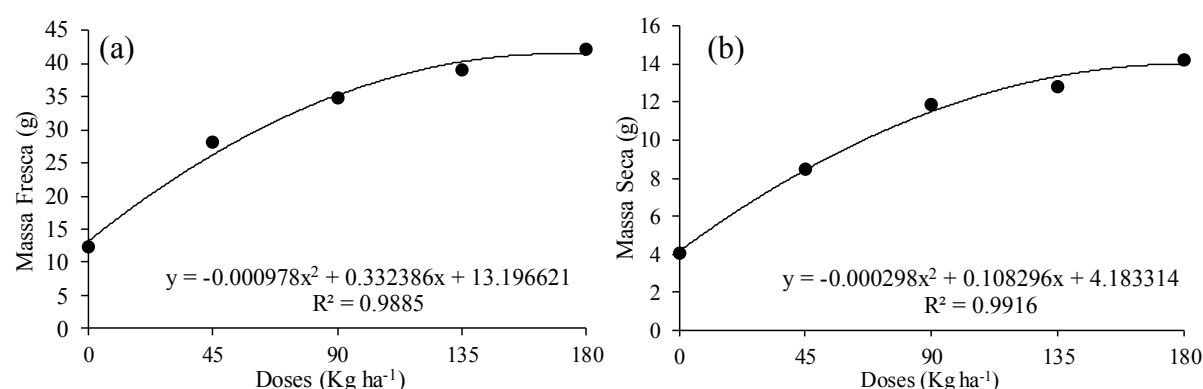 (a)
Massa Fresca (g)
45
40
35
30
25
20
15
10
5
0
y = -0.000978x² + 0.332386x + 13.196621
R² = 0.9885
0 45 90 135 180
Doses (Kg ha⁻¹)
(b)
Massa Seca (g)
16
14
12
10
8
6
4
2
0
y = -0.000298x² + 0.108296x + 4.183314
R² = 0.9916
0 45 90 135 180
Doses (Kg ha⁻¹)